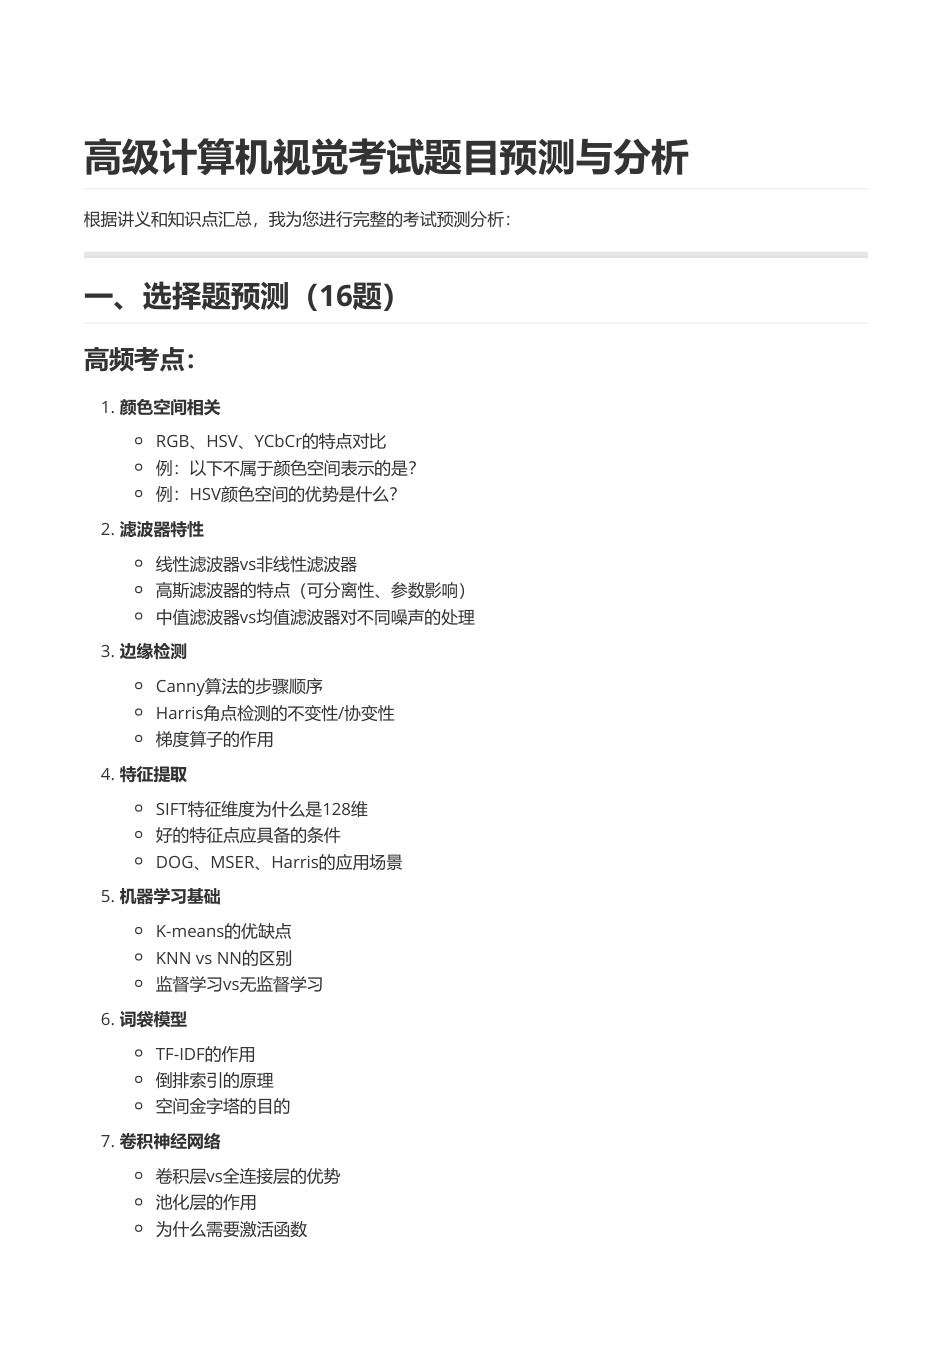 高级计算机视觉考试题目预测与分析
根据讲义和知识点汇总，我为您进行完整的考试预测分析：
一、选择题预测（16题）
高频考点：
1. 颜色空间相关
RGB、HSV、YCbCr的特点对比
例：以下不属于颜色空间表示的是？
例：HSV颜色空间的优势是什么？
2. 滤波器特性
线性滤波器vs非线性滤波器
高斯滤波器的特点（可分离性、参数影响）
中值滤波器vs均值滤波器对不同噪声的处理
3. 边缘检测
Canny算法的步骤顺序
Harris角点检测的不变性/协变性
梯度算子的作用
4. 特征提取
SIFT特征维度为什么是128维
好的特征点应具备的条件
DOG、MSER、Harris的应用场景
5. 机器学习基础
K-means的优缺点
KNN vs NN的区别
监督学习vs无监督学习
6. 词袋模型
TF-IDF的作用
倒排索引的原理
空间金字塔的目的
7. 卷积神经网络
卷积层vs全连接层的优势
池化层的作用
为什么需要激活函数